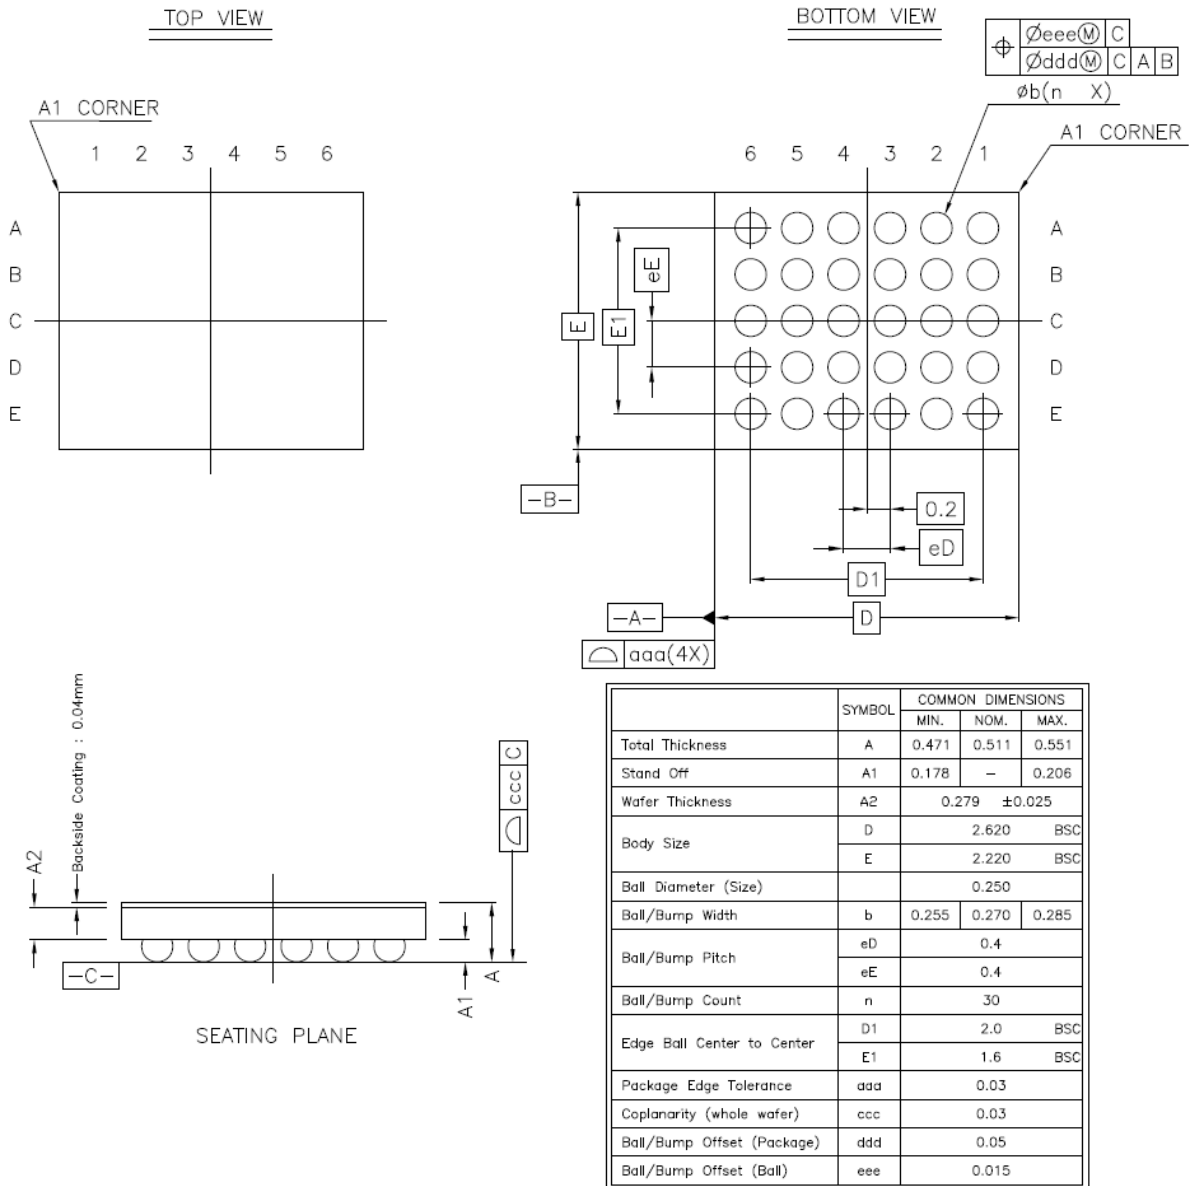 TOP VIEW
BOTTOM VIEW
⌖ Øeee Ⓜ C
Øddd Ⓜ C A B
øb(n X)
A1 CORNER
A1 CORNER
1 2 3 4 5 6
6 5 4 3 2 1
A
B
C
D
E
A
B
C
D
E
eE
E1
E
—B—
0.2
eD
D1
D
—A—
⌓ aaa(4X)
Backside Coating : 0.04mm
A2
⌓ ccc C
—C—
A1
A
SEATING PLANE
SYMBOL COMMON DIMENSIONS
MIN. NOM. MAX.
Total Thickness A 0.471 0.511 0.551
Stand Off A1 0.178 — 0.206
Wafer Thickness A2 0.279 ±0.025
Body Size D 2.620 BSC
E 2.220 BSC
Ball Diameter (Size) 0.250
Ball/Bump Width b 0.255 0.270 0.285
Ball/Bump Pitch eD 0.4
eE 0.4
Ball/Bump Count n 30
Edge Ball Center to Center D1 2.0 BSC
E1 1.6 BSC
Package Edge Tolerance aaa 0.03
Coplanarity (whole wafer) ccc 0.03
Ball/Bump Offset (Package) ddd 0.05
Ball/Bump Offset (Ball) eee 0.015